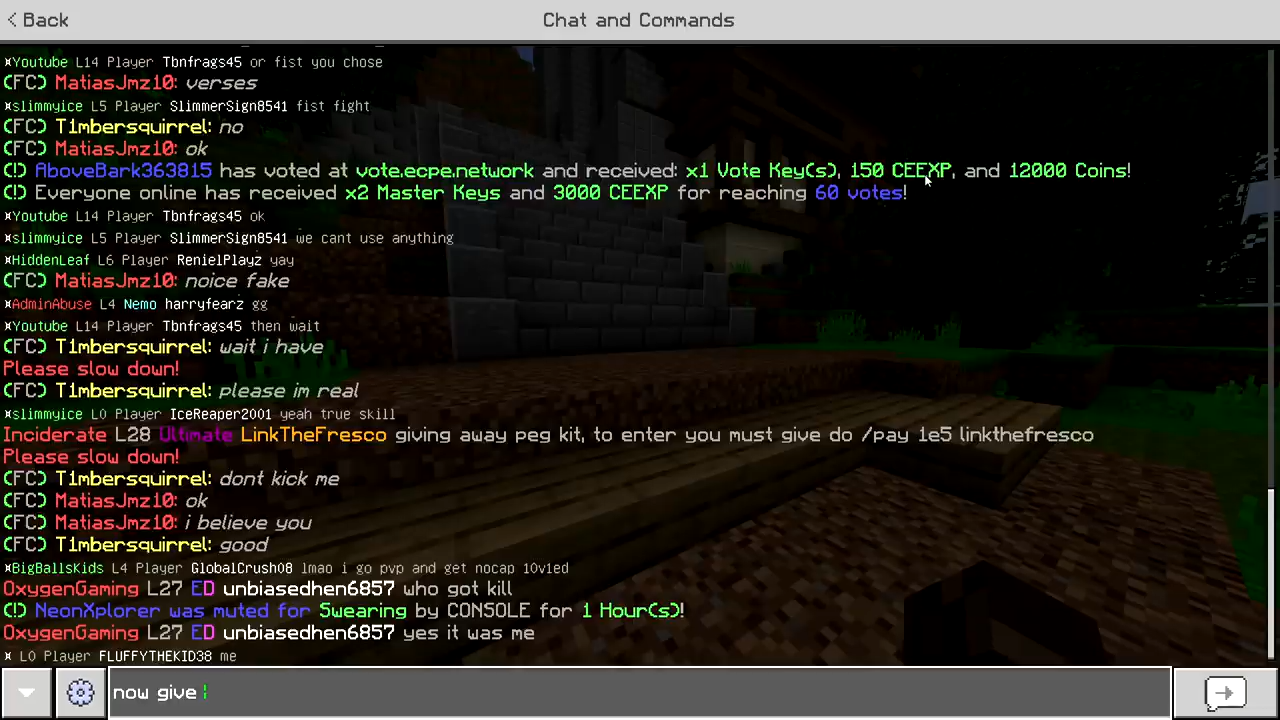 Back
Chat and Commands
¤Youtube L14 Player Tbnfrags45 or fist you chose
(FC) MatiasJmz10: verses
¤slimmyice L5 Player SlimmerSign8541 fist fight
(FC) T1mbersquirrel: no
(FC) MatiasJmz10: ok
(!) AboveBark363815 has voted at vote.ecpe.network and received: x1 Vote Key(s), 150 CEEXP, and 12000 Coins!
(!) Everyone online has received x2 Master Keys and 3000 CEEXP for reaching 60 votes!
¤Youtube L14 Player Tbnfrags45 ok
¤slimmyice L5 Player SlimmerSign8541 we cant use anything
¤HiddenLeaf L6 Player RenielPlayz yay
(FC) MatiasJmz10: noice fake
¤AdminAbuse L4 Nemo harryfearz gg
¤Youtube L14 Player Tbnfrags45 then wait
(FC) T1mbersquirrel: wait i have
Please slow down!
(FC) T1mbersquirrel: please im real
¤slimmyice L0 Player IceReaper2001 yeah true skill
Inciderate L28 Ultimate LinkTheFresco giving away peg kit, to enter you must give do /pay 1e5 linkthefresco
Please slow down!
(FC) T1mbersquirrel: dont kick me
(FC) MatiasJmz10: ok
(FC) MatiasJmz10: i believe you
(FC) T1mbersquirrel: good
¤BigBallsKids L4 Player GlobalCrush08 lmao i go pvp and get nocap 10v1ed
OxygenGaming L27 ED unbiasedhen6857 who got kill
(!) NeonXplorer was muted for Swearing by CONSOLE for 1 Hour(s)!
OxygenGaming L27 ED unbiasedhen6857 yes it was me
¤ L0 Player FLUFFYTHEKID38 me
now give